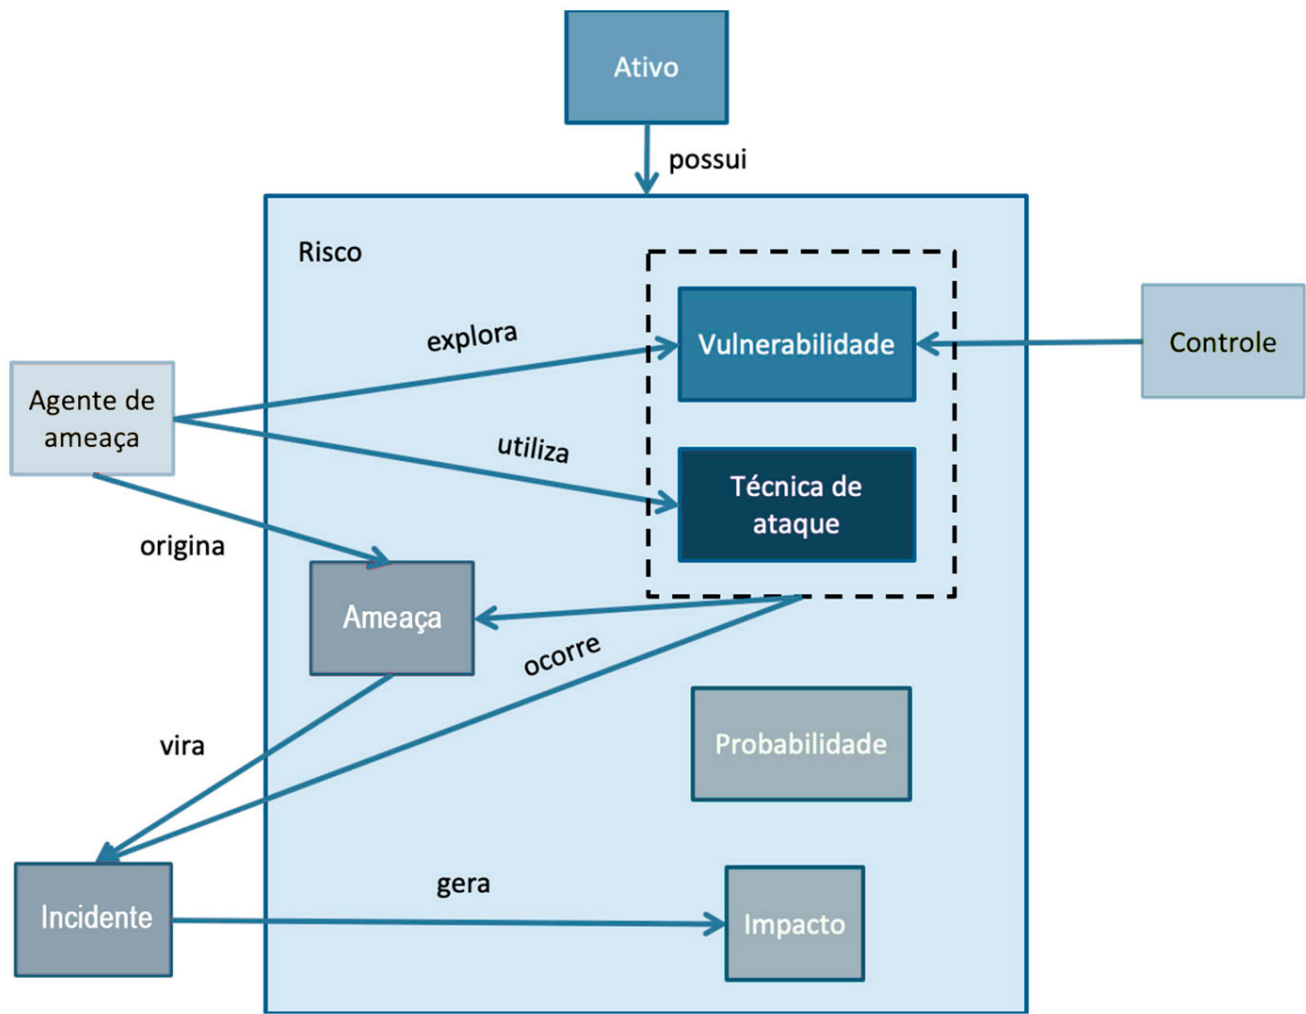 Ativo
possui
Risco
explora
Vulnerabilidade
Controle
Agente de
ameaça
utiliza
Técnica de
ataque
origina
Ameaça
ocorre
vira
Probabilidade
gera
Incidente
Impacto